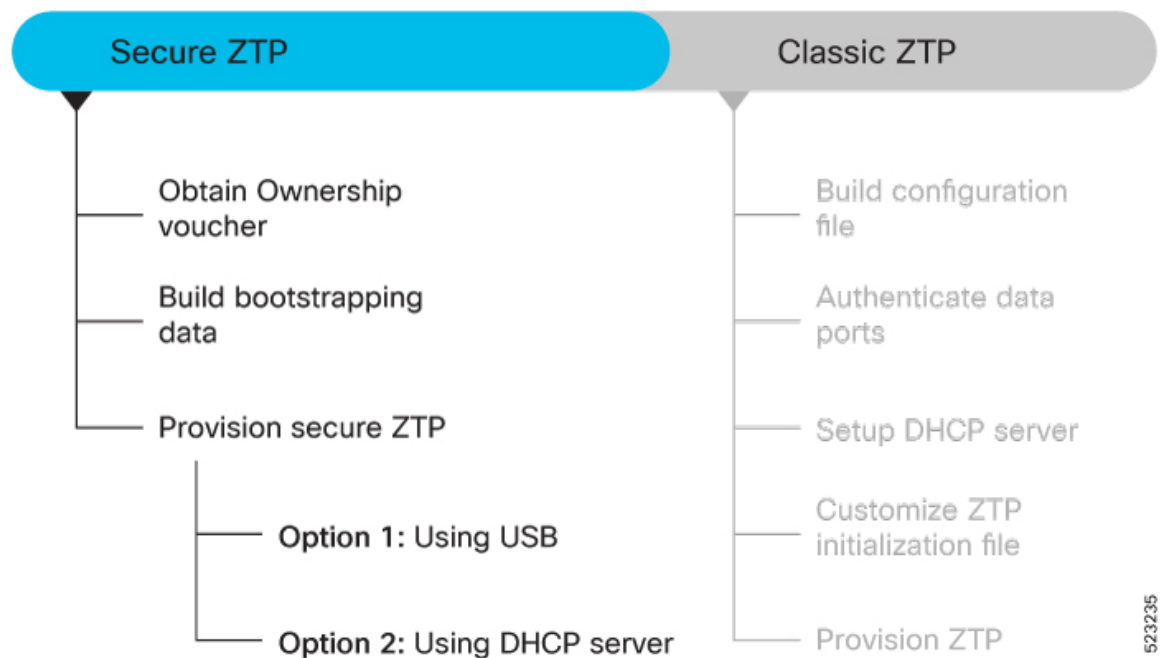 Secure ZTP
Classic ZTP
Obtain Ownership
voucher
Build bootstrapping
data
Provision secure ZTP
Option 1: Using USB
Option 2: Using DHCP server
Build configuration
file
Authenticate data
ports
Setup DHCP server
Customize ZTP
initialization file
Provision ZTP
523235